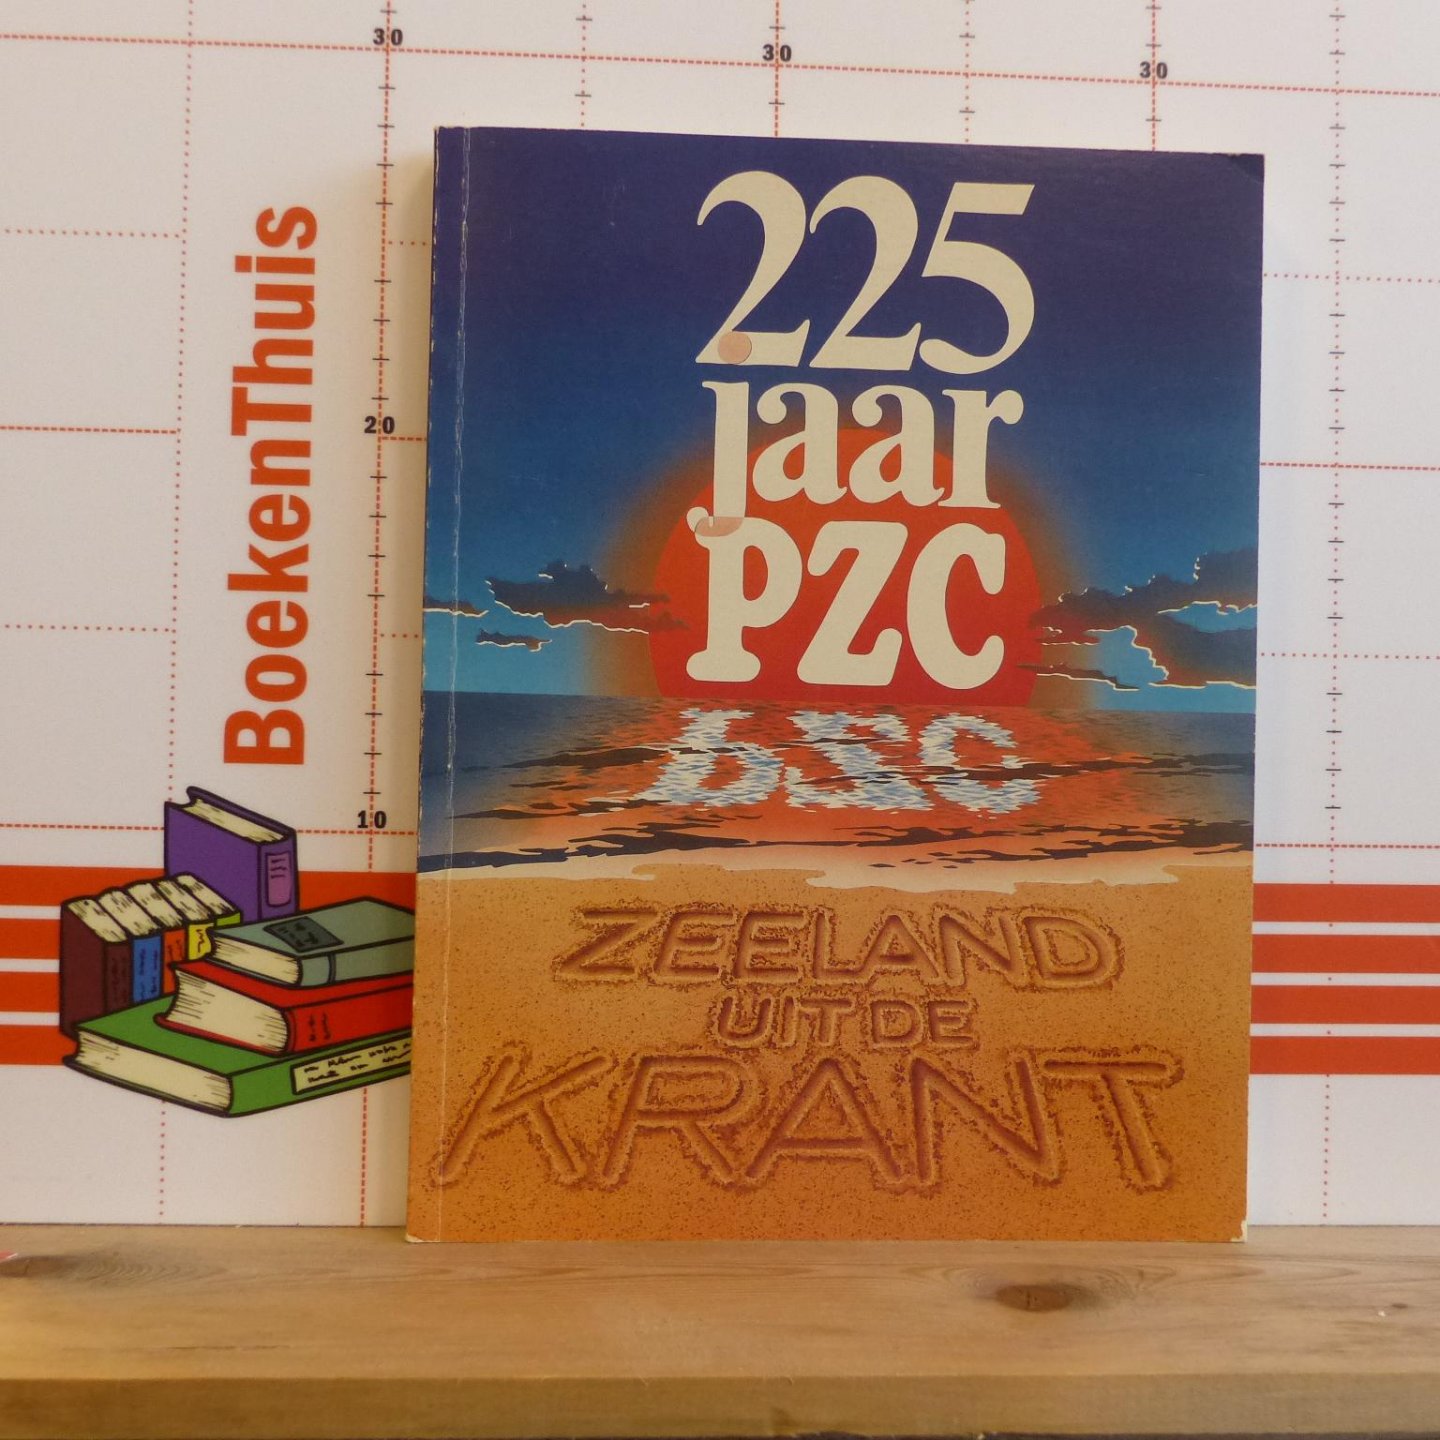 30
30
30
20
10
BoekenThuis
225
jaar
PZC
ZEELAND
UIT DE
KRANT